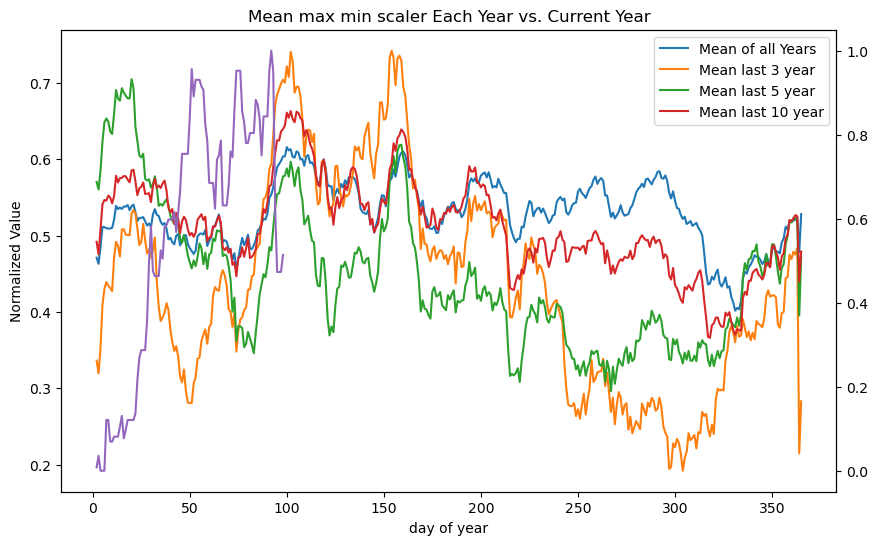 Mean max min scaler Each Year vs. Current Year
Mean of all Years
Mean last 3 year
Mean last 5 year
Mean last 10 year
Normalized Value
0.7
0.6
0.5
0.4
0.3
0.2
1.0
0.8
0.6
0.4
0.2
0.0
0 50 100 150 200 250 300 350
day of year